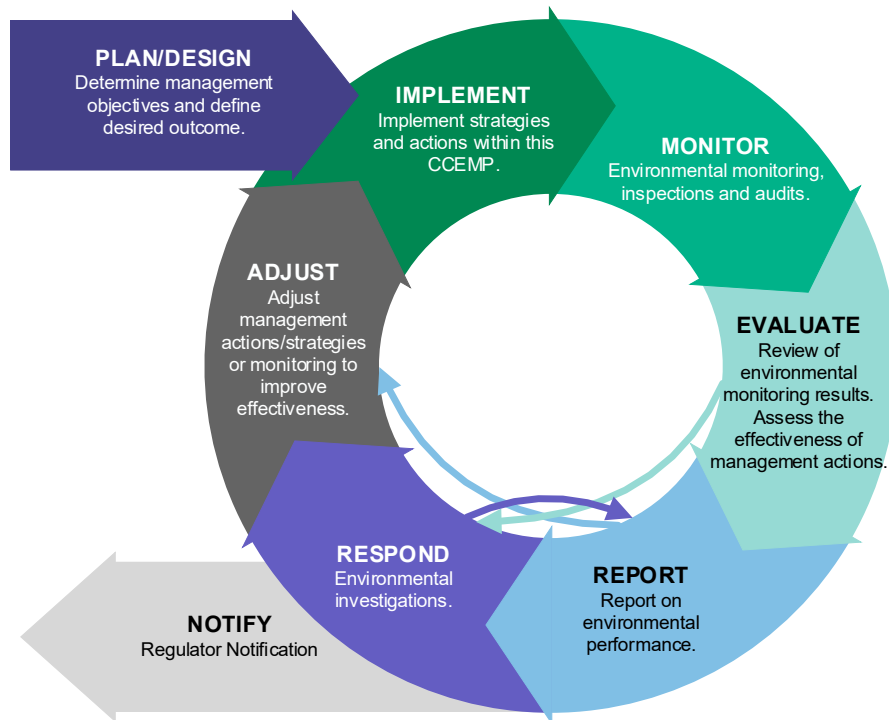 PLAN/DESIGN
Determine management
objectives and define
desired outcome.
IMPLEMENT
Implement strategies
and actions within this
CCEMP.
MONITOR
Environmental monitoring,
inspections and audits.
EVALUATE
Review of
environmental
monitoring results.
Assess the
effectiveness of
management actions.
REPORT
Report on
environmental
performance.
RESPOND
Environmental
investigations.
NOTIFY
Regulator Notification
ADJUST
Adjust
management
actions/strategies
or monitoring to
improve
effectiveness.